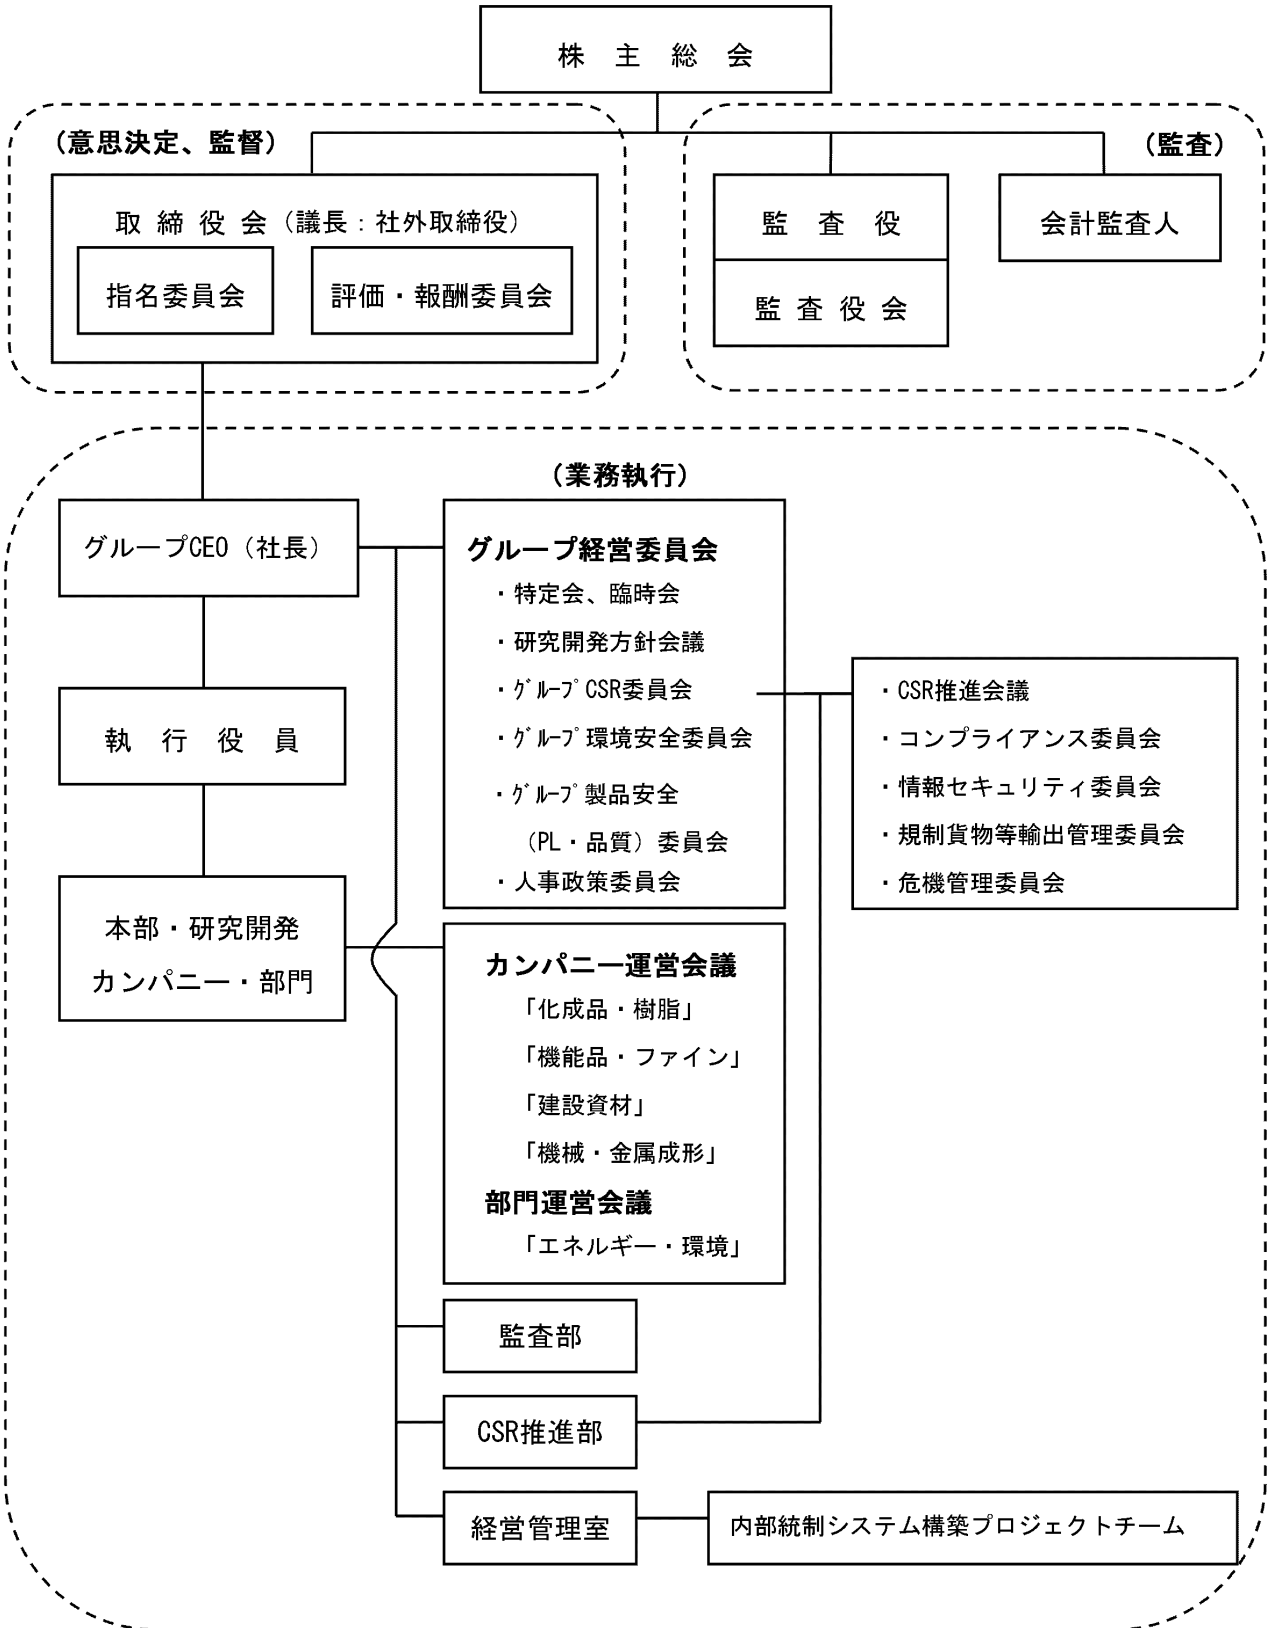 株主総会
(意思決定、監督)
取締役会(議長:社外取締役)
指名委員会
評価・報酬委員会
(監査)
監査役
監査役会
会計監査人
(業務執行)
グループCEO(社長)
執行役員
本部・研究開発
カンパニー・部門
グループ経営委員会
・特定会、臨時会
・研究開発方針会議
・グループCSR委員会
・グループ環境安全委員会
・グループ製品安全
(PL・品質)委員会
・人事政策委員会
・CSR推進会議
・コンプライアンス委員会
・情報セキュリティ委員会
・規制貨物等輸出管理委員会
・危機管理委員会
カンパニー運営会議
「化成品・樹脂」
「機能品・ファイン」
「建設資材」
「機械・金属成形」
部門運営会議
「エネルギー・環境」
監査部
CSR推進部
経営管理室
内部統制システム構築プロジェクトチーム